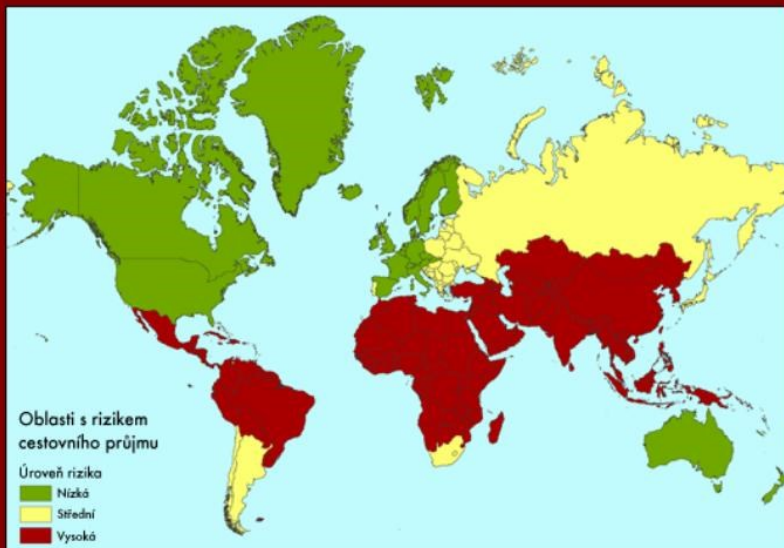 Oblasti s rizikem
cestovního průjmu
Úroveň rizika
Nízká
Střední
Vysoká